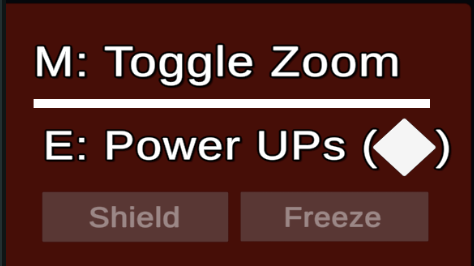 M: Toggle Zoom
E: Power UPs (◆)
Shield Freeze